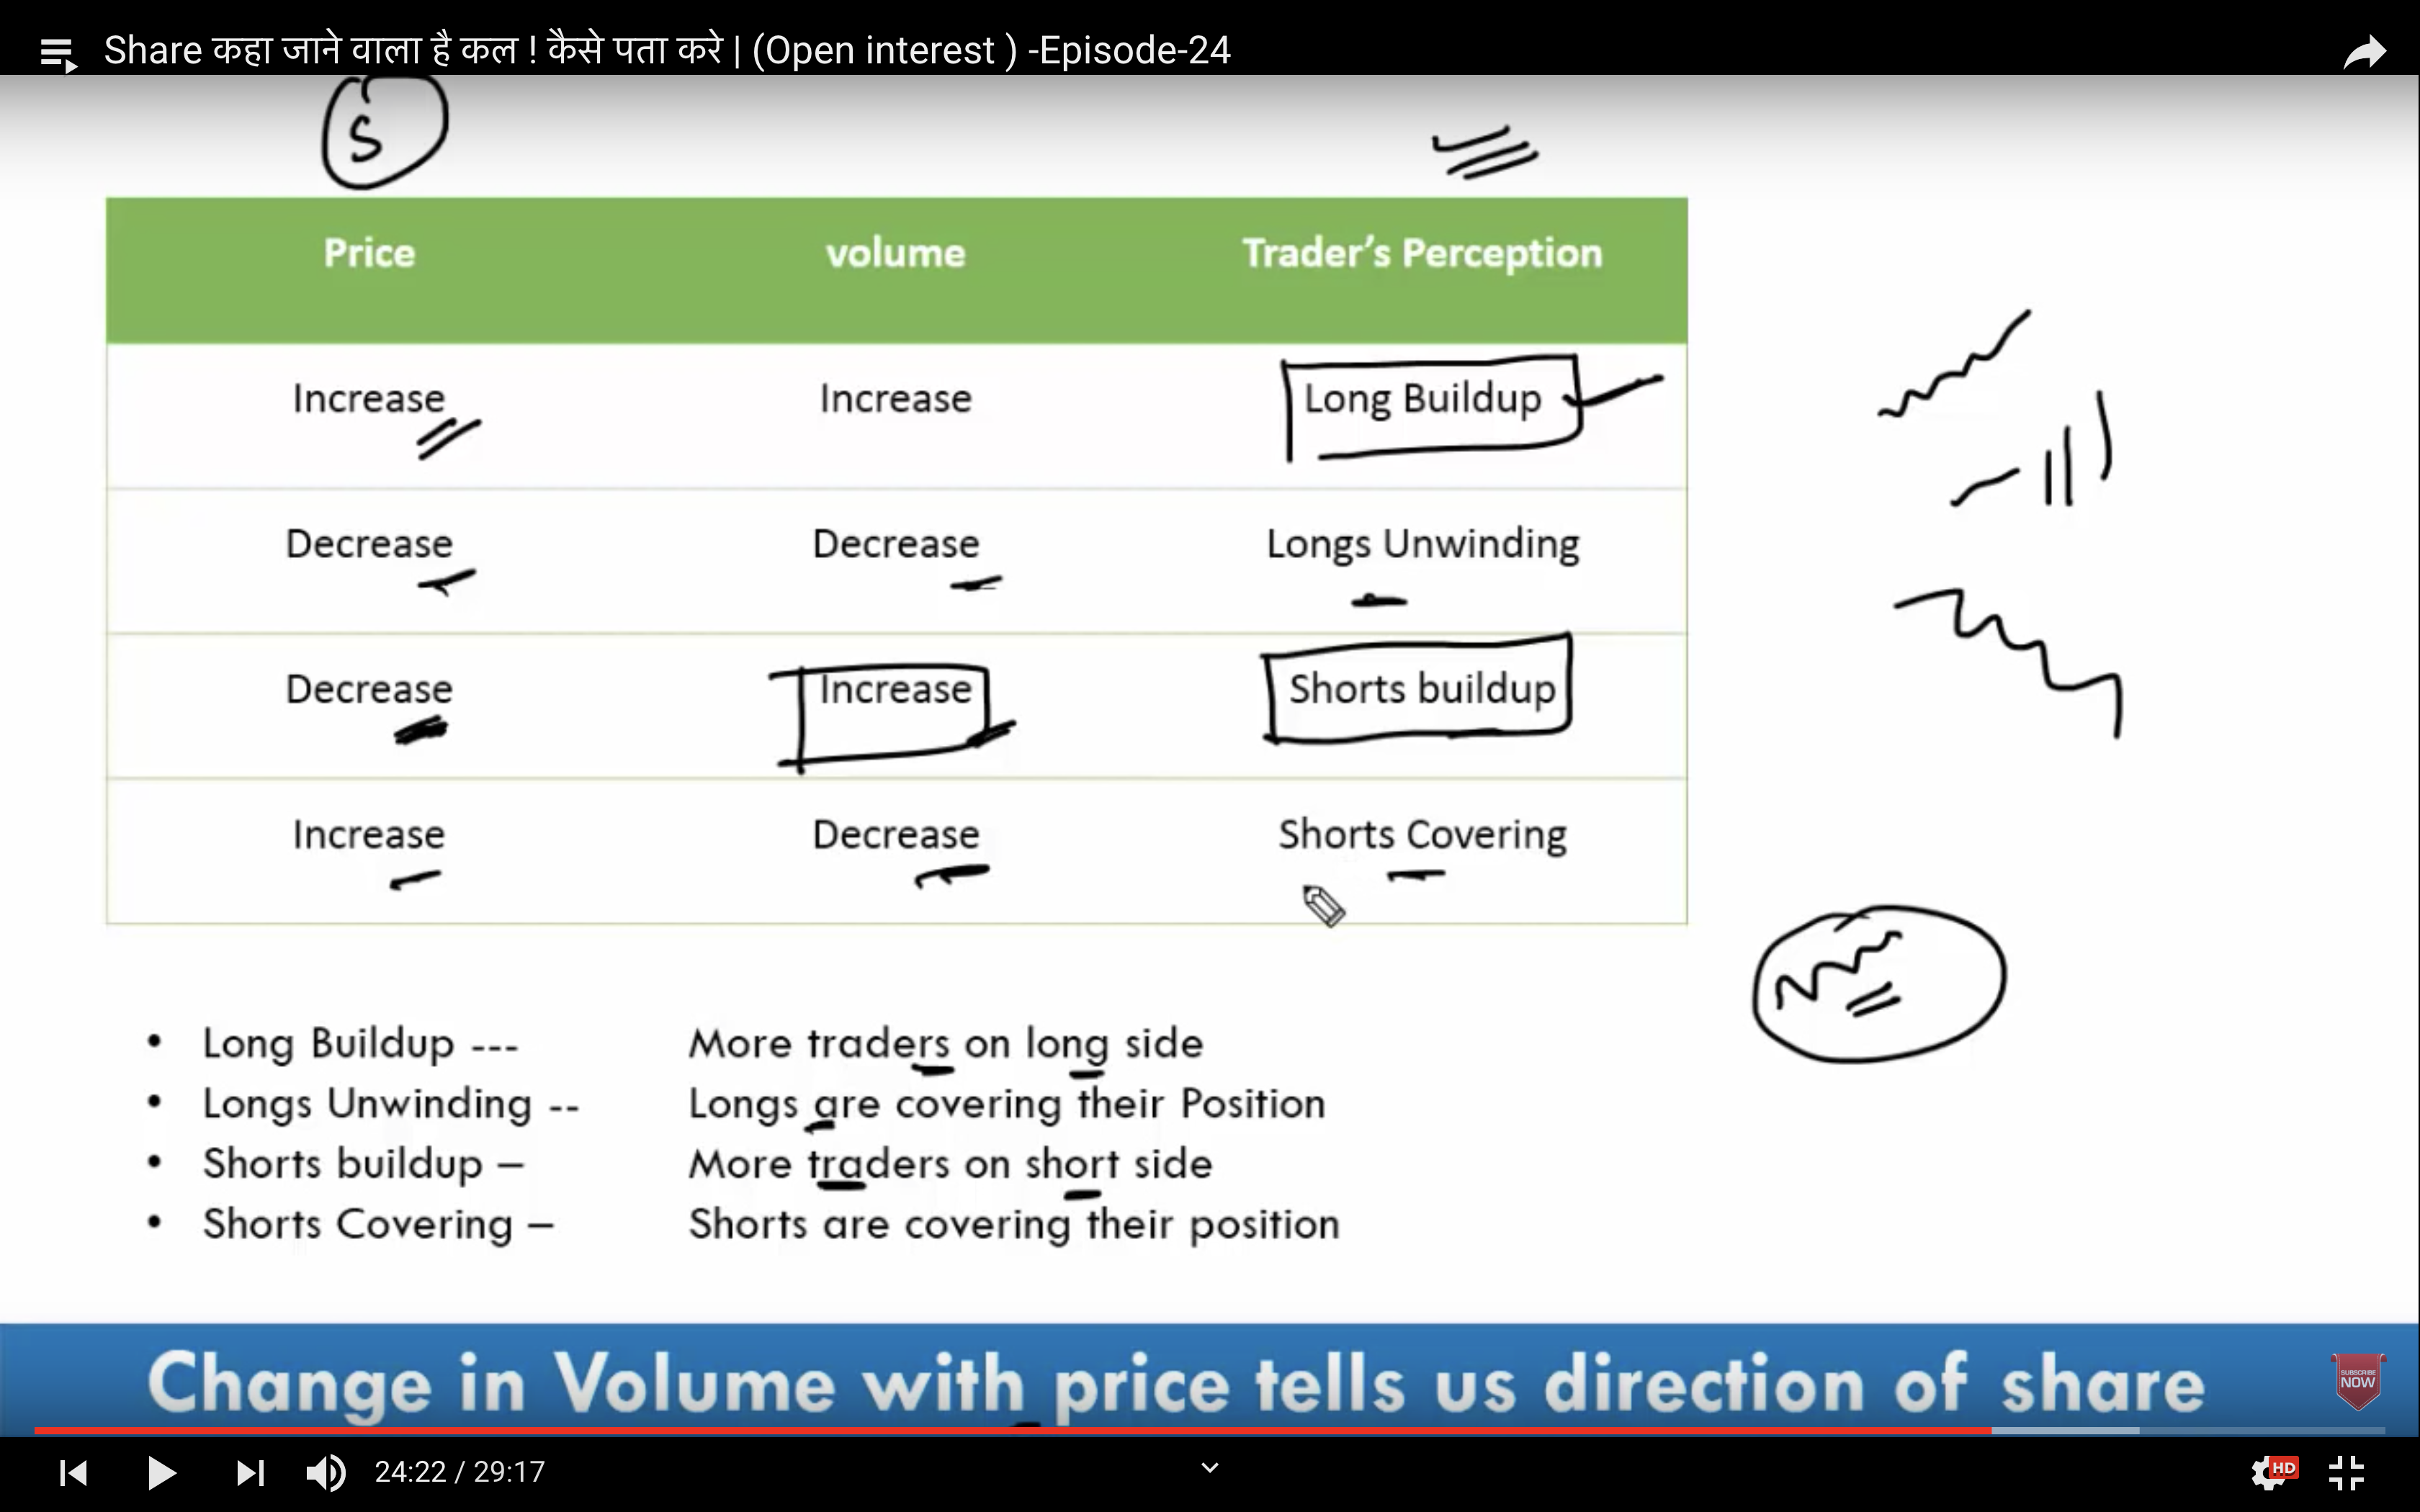 Share कहा जाने वाला है कल ! कैसे पता करे | (Open interest ) -Episode-24
S
Price volume Trader's Perception
Increase Increase Long Buildup
Decrease Decrease Longs Unwinding
Decrease Increase Shorts buildup
Increase Decrease Shorts Covering
• Long Buildup --- More traders on long side
• Longs Unwinding -- Longs are covering their Position
• Shorts buildup – More traders on short side
• Shorts Covering – Shorts are covering their position
Change in Volume with price tells us direction of share
SUBSCRIBE
NOW
24:22 / 29:17
HD